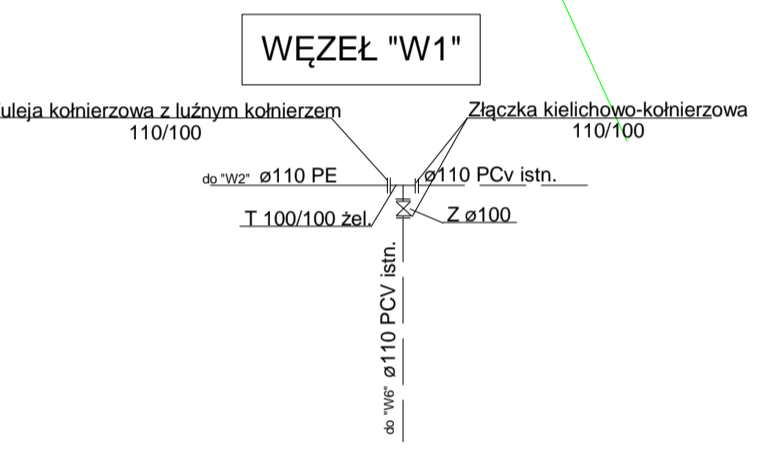 WĘZEŁ "W1"
kołnierzowa z luźnym kołnierzem
110/100
Złączka kielichowo-kołnierzowa
110/100
do "W2" ø110 PE
ø110 PCv istn.
T 100/100 żel.
Z ø100
do "W6" ø110 PCV istn.